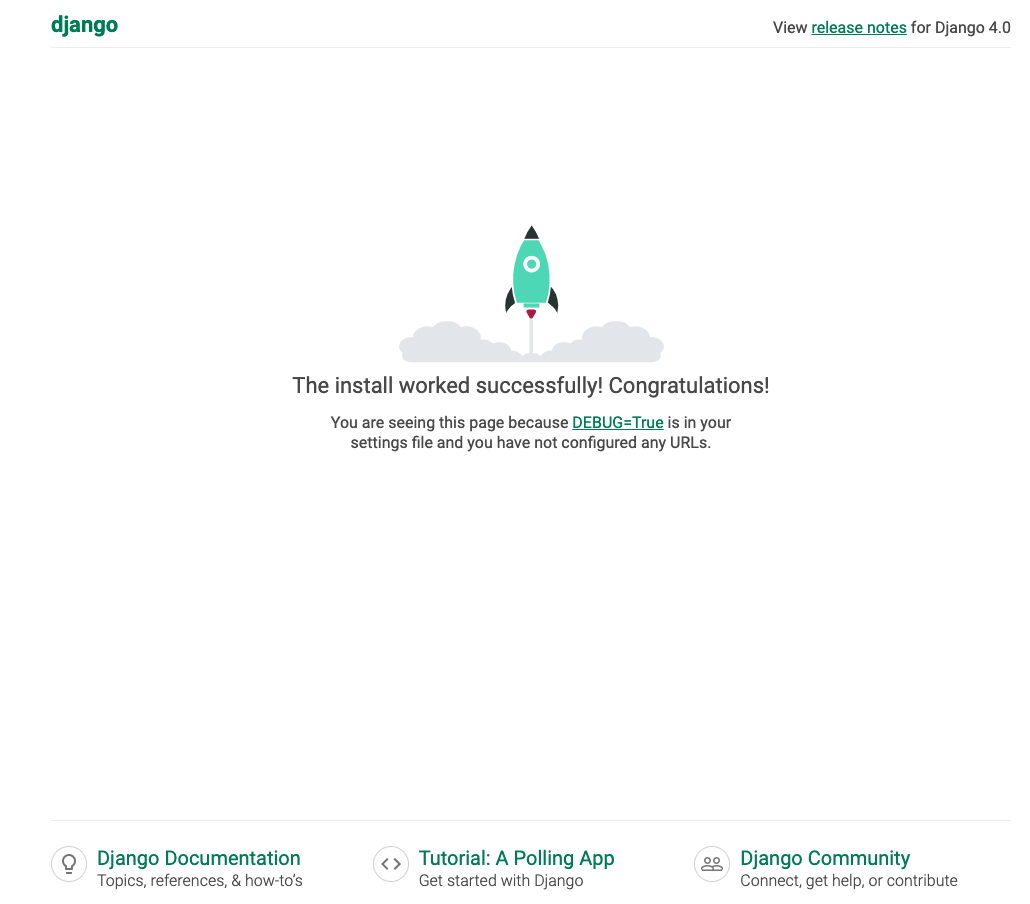 django
View release notes for Django 4.0
The install worked successfully! Congratulations!
You are seeing this page because DEBUG=True is in your
settings file and you have not configured any URLs.
Django Documentation
Topics, references, & how-to’s
Tutorial: A Polling App
Get started with Django
Django Community
Connect, get help, or contribute